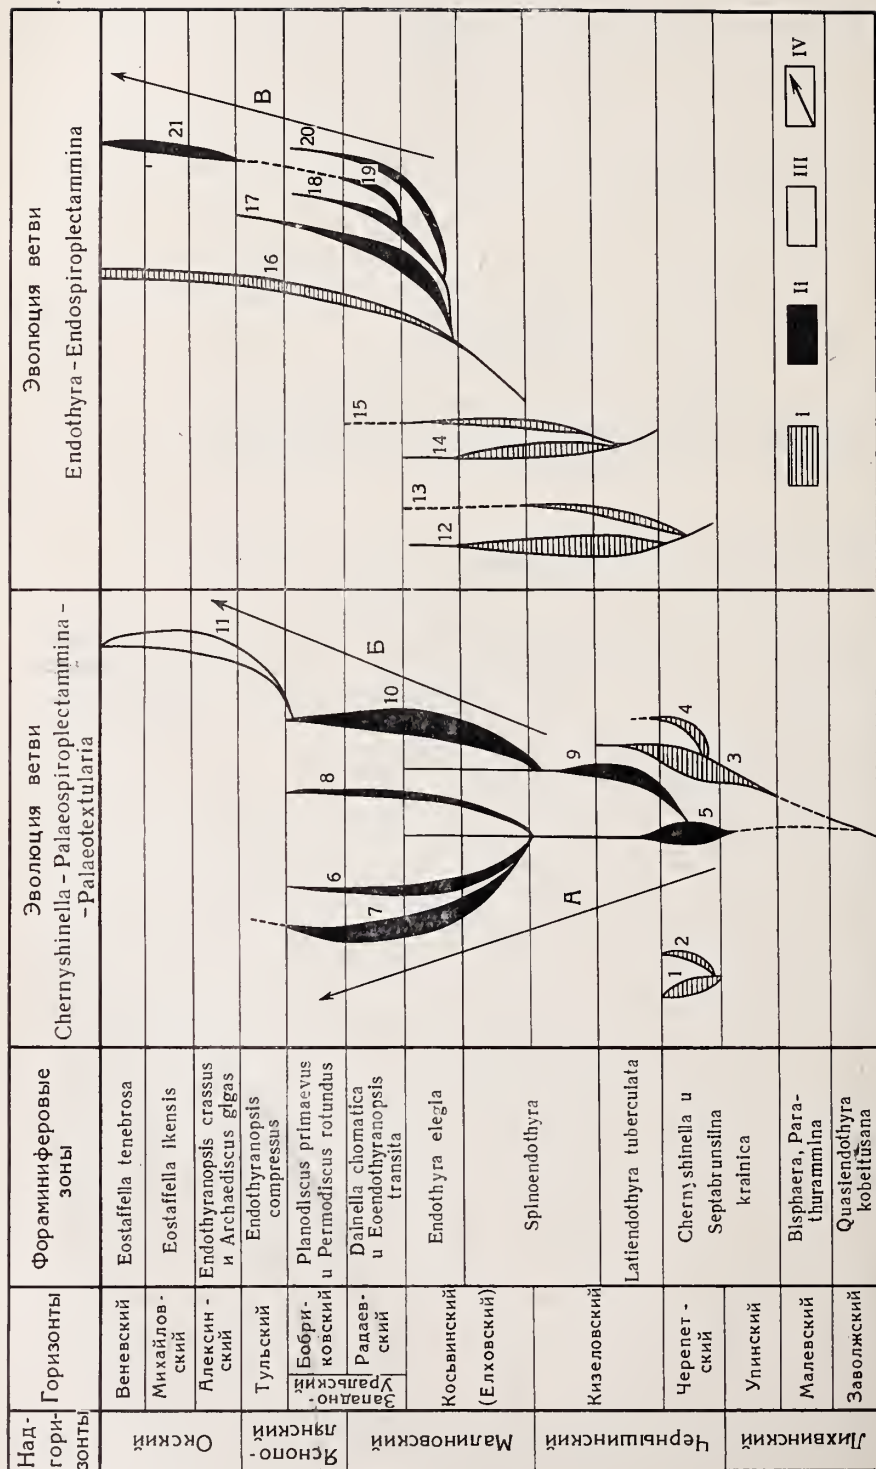 Над-
гори-
зонты
Горизонты
Фораминиферовые
зоны
Эволюция ветви
Chernyshinella – Palaeospiroplectammina –
– Palaeotextularia
Эволюция ветви
Endothyra – Endospiroplectammina
Окский
Яснопо-
лянский
Малиновский
Чернышинский
Лихвинский
Веневский
Михайлов-
ский
Алексин-
ский
Тульский
Западно-
Уральский
Бобри-
ковский
Радаев-
ский
Косьвинский
(Елховский)
Кизеловский
Черепет-
ский
Упинский
Малевский
Заволжский
Eostaffella tenebrosa
Eostaffella ikensis
Endothyranopsis crassus
и Archaediscus gigas
Endothyranopsis
compressus
Planodiscus primaevus
и Permodiscus rotundus
Dainella chomatica
и Eoendothyranopsis
transita
Endothyra elegia
Spinoendothyra
Latiendothyra tuberculata
Chernyshinella и
Septabrunsiina
krainica
Bisphaera, Para-
thurammina
Quasiendothyra
kobeitusana
1
2
3
4
5
6
7
8
9
10
11
А
Б
12
13
14
15
16
17
18
19
20
21
В
I
II
III
IV